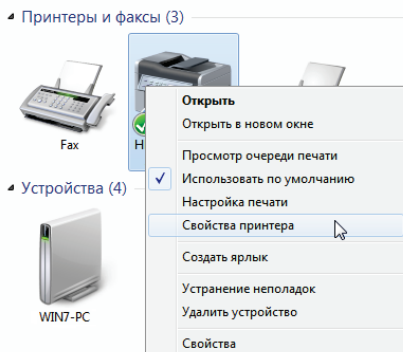 Принтеры и факсы (3)
Открыть
Открыть в новом окне
Fax
H
Просмотр очереди печати
Использовать по умолчанию
Устройства (4)
Настройка печати
Свойства принтера
Создать ярлык
Устранение неполадок
Удалить устройство
WIN7-PC
Свойства